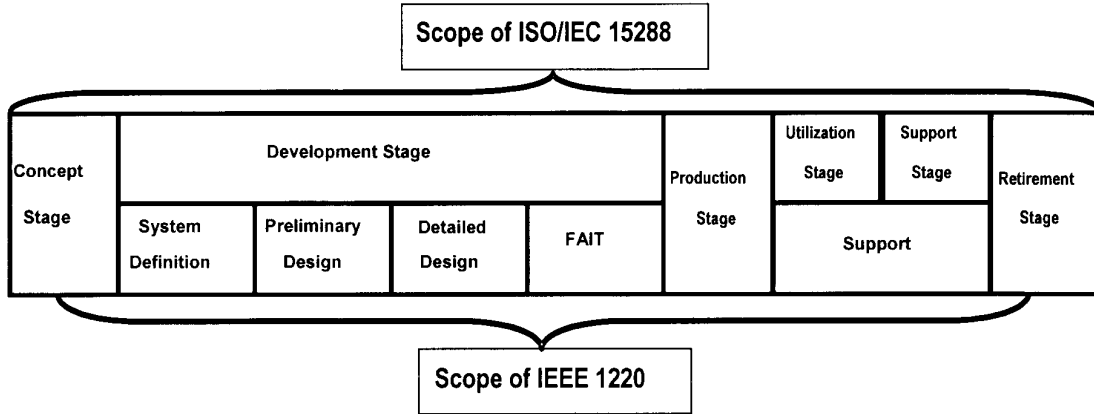 Scope of ISO/IEC 15288
Concept
Stage
Development Stage
System
Definition
Preliminary
Design
Detailed
Design
FAIT
Production
Stage
Utilization
Stage
Support
Stage
Support
Retirement
Stage
Scope of IEEE 1220